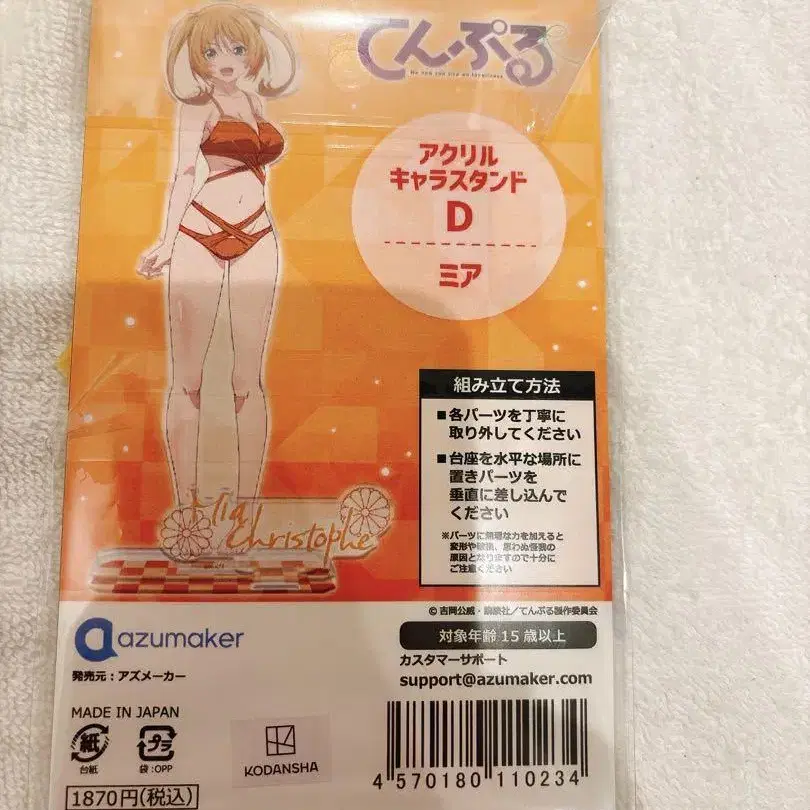 てんぷる
No one can live on loneliness
アクリル
キャラスタンド
D
ミア
組み立て方法
■各パーツを丁寧に
取り外してください
■台座を水平な場所に
置きパーツを
垂直に差し込んで
ください
※パーツに無理な力を加えると
変形や破損、思わぬ怪我の
原因となりますので十分に
ご注意ください
Mia
Christophe
© 吉岡公威・講談社／てんぷる製作委員会
azumaker
対象年齢 15 歳以上
発売元：アズメーカー
カスタマーサポート
support@azumaker.com
MADE IN JAPAN
紙
台紙
プラ
袋：OPP
KODANSHA
1870円(税込)
4 570180 110234